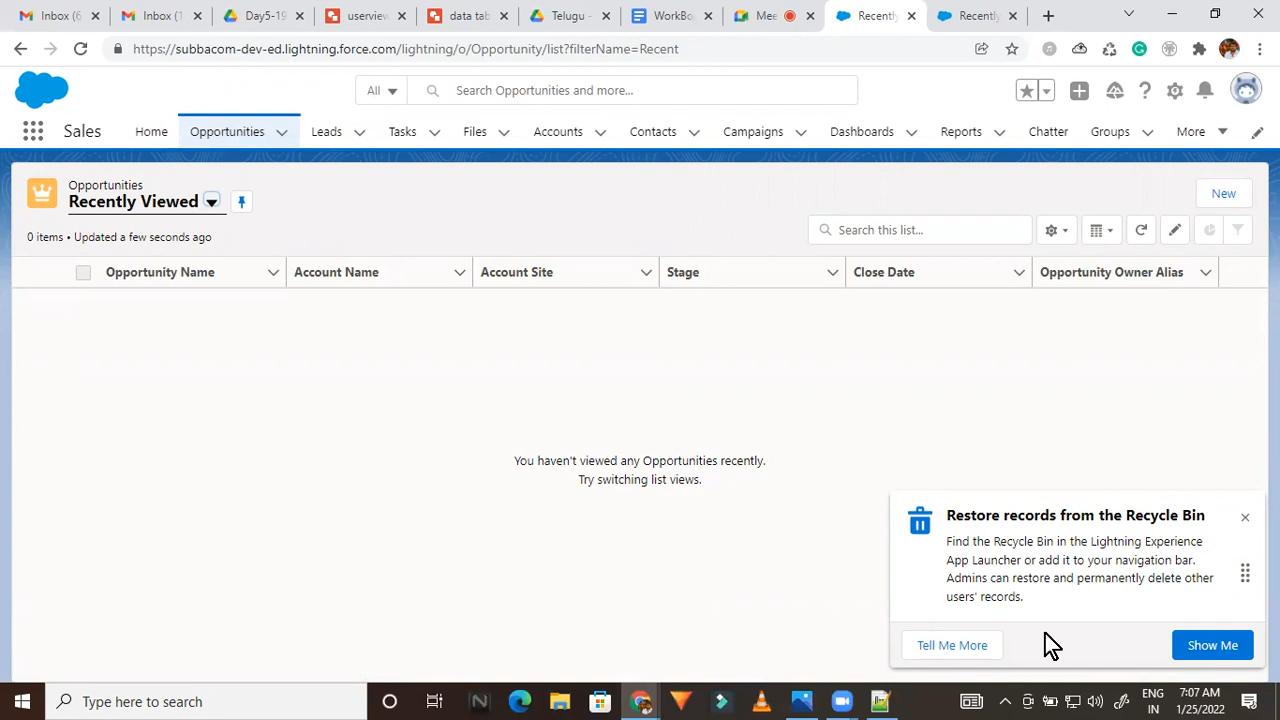 Inbox (6
Inbox (1
Day5-19
userview
data tab
Telugu -
WorkBo
Mee
Recently
Recently
https://subbacom-dev-ed.lightning.force.com/lightning/o/Opportunity/list?filterName=Recent
All
Search Opportunities and more...
Sales
Home
Opportunities
Leads
Tasks
Files
Accounts
Contacts
Campaigns
Dashboards
Reports
Chatter
Groups
More
Opportunities
Recently Viewed
New
0 items • Updated a few seconds ago
Search this list...
Opportunity Name
Account Name
Account Site
Stage
Close Date
Opportunity Owner Alias
You haven't viewed any Opportunities recently.
Try switching list views.
Restore records from the Recycle Bin
Find the Recycle Bin in the Lightning Experience
App Launcher or add it to your navigation bar.
Admins can restore and permanently delete other
users' records.
Tell Me More
Show Me
Type here to search
ENG
IN
7:07 AM
1/25/2022